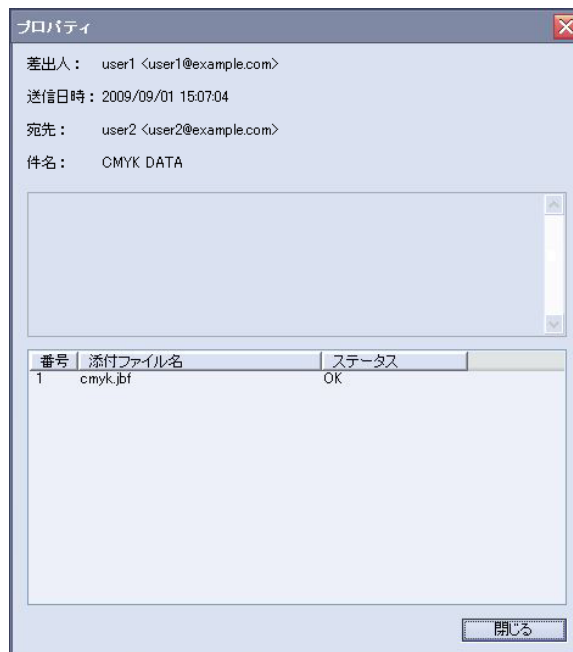 プロパティ
差出人： user1 <user1@example.com>
送信日時： 2009/09/01 15:07:04
宛先： user2 <user2@example.com>
件名： CMYK DATA
番号 添付ファイル名 ステータス
1 cmyk.jbf OK
閉じる